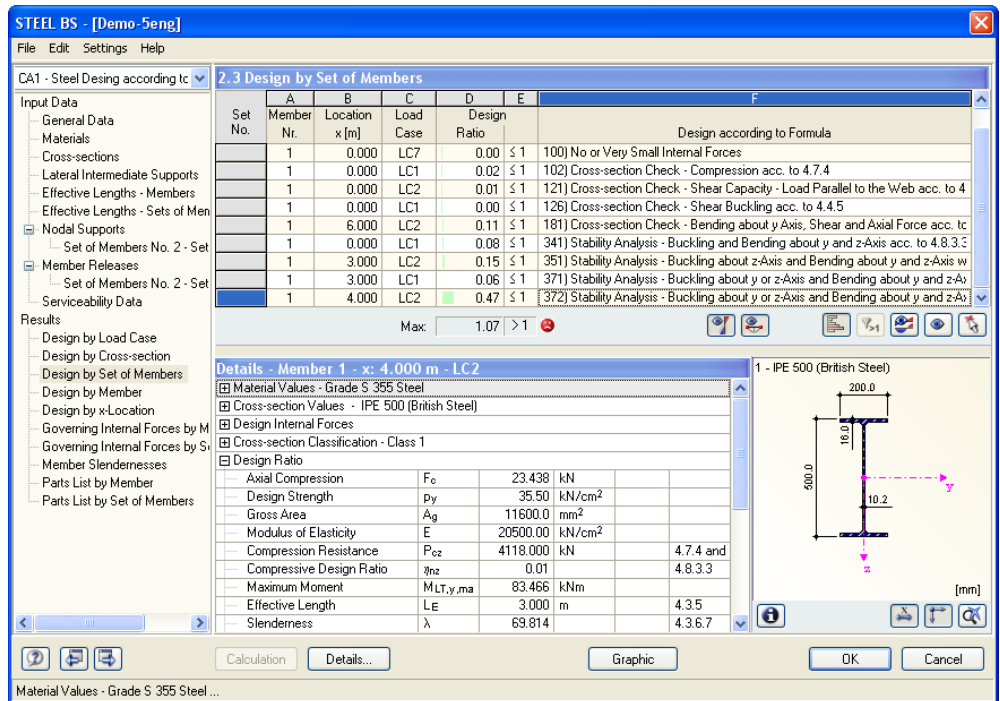 STEEL BS - [Demo-5eng]
File Edit Settings Help
CA1 - Steel Desing according tc
Input Data
General Data
Materials
Cross-sections
Lateral Intermediate Supports
Effective Lengths - Members
Effective Lengths - Sets of Men
Nodal Supports
Set of Members No. 2 - Set
Member Releases
Set of Members No. 2 - Set
Serviceability Data
Results
Design by Load Case
Design by Cross-section
Design by Set of Members
Design by Member
Design by x-Location
Governing Internal Forces by M
Governing Internal Forces by S
Member Slendernesses
Parts List by Member
Parts List by Set of Members
2.3 Design by Set of Members
A B C D E F
Set Member Location Load Design
No. Nr. x [m] Case Ratio Design according to Formula
1 0.000 LC7 0.00 ≤ 1 100) No or Very Small Internal Forces
1 0.000 LC1 0.02 ≤ 1 102) Cross-section Check - Compression acc. to 4.7.4
1 0.000 LC2 0.01 ≤ 1 121) Cross-section Check - Shear Capacity - Load Parallel to the Web acc. to 4
1 0.000 LC1 0.00 ≤ 1 126) Cross-section Check - Shear Buckling acc. to 4.4.5
1 6.000 LC2 0.11 ≤ 1 181) Cross-section Check - Bending about y Axis, Shear and Axial Force acc. tc
1 0.000 LC1 0.08 ≤ 1 341) Stability Analysis - Buckling and Bending about y and z-Axis acc. to 4.8.3.3
1 3.000 LC2 0.15 ≤ 1 351) Stability Analysis - Buckling about z-Axis and Bending about y and z-Axis w
1 3.000 LC1 0.06 ≤ 1 371) Stability Analysis - Buckling about y or z-Axis and Bending about y and z-A
1 4.000 LC2 0.47 ≤ 1 372) Stability Analysis - Buckling about y or z-Axis and Bending about y and z-A
Max: 1.07 > 1
Details - Member 1 - x: 4.000 m - LC2
Material Values - Grade S 355 Steel
Cross-section Values - IPE 500 (British Steel)
Design Internal Forces
Cross-section Classification - Class 1
Design Ratio
Axial Compression Fc 23.438 kN
Design Strength py 35.50 kN/cm²
Gross Area Ag 11600.0 mm²
Modulus of Elasticity E 20500.00 kN/cm²
Compression Resistance Pcz 4118.000 kN 4.7.4 and
Compressive Design Ratio ηnz 0.01 4.8.3.3
Maximum Moment MLT,y,ma 83.466 kNm
Effective Length LE 3.000 m 4.3.5
Slenderness λ 69.814 4.3.6.7
1 - IPE 500 (British Steel)
200.0
16.0
500.0
10.2
y
z
[mm]
Calculation Details... Graphic OK Cancel
Material Values - Grade S 355 Steel ...